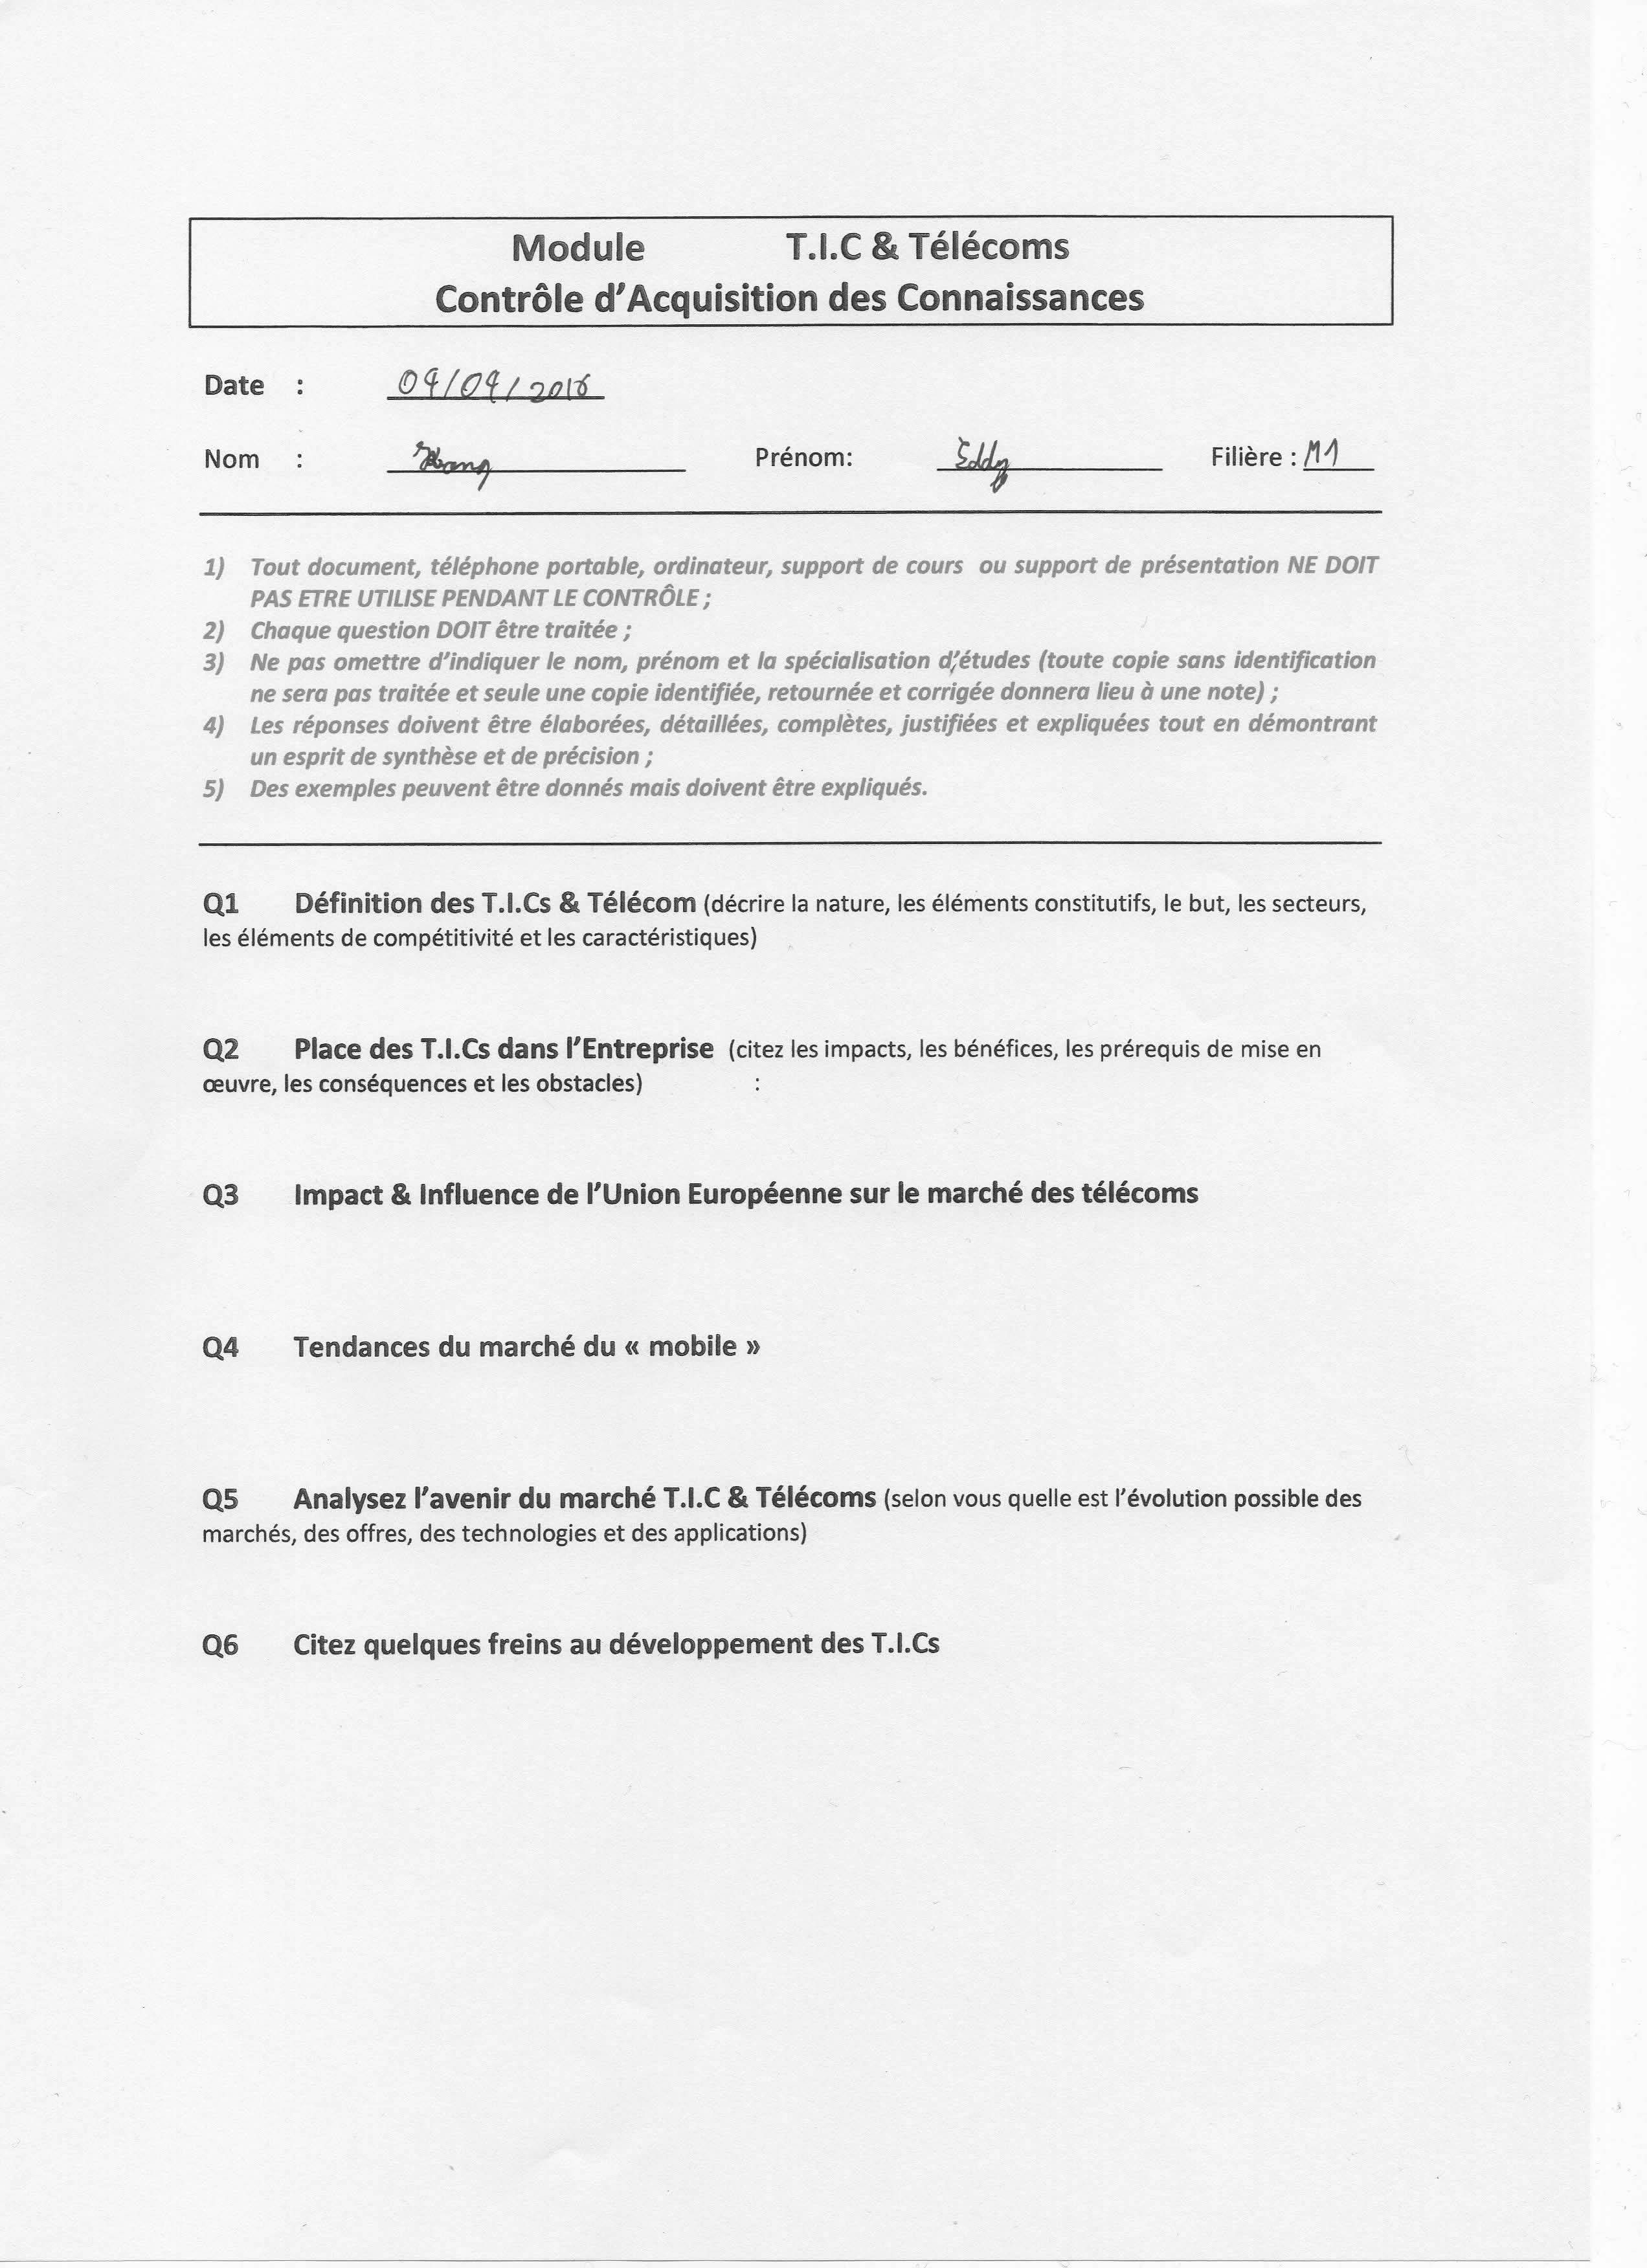 Module T.I.C & Télécoms
Contrôle d'Acquisition des Connaissances
Date : 09/09/2016
Nom :
Prénom: Eddy Filière : M1
1) Tout document, téléphone portable, ordinateur, support de cours ou support de présentation NE DOIT
PAS ETRE UTILISE PENDANT LE CONTRÔLE ;
2) Chaque question DOIT être traitée ;
3) Ne pas omettre d'indiquer le nom, prénom et la spécialisation d'études (toute copie sans identification
ne sera pas traitée et seule une copie identifiée, retournée et corrigée donnera lieu à une note) ;
4) Les réponses doivent être élaborées, détaillées, complètes, justifiées et expliquées tout en démontrant
un esprit de synthèse et de précision ;
5) Des exemples peuvent être donnés mais doivent être expliqués.
Q1 Définition des T.I.Cs & Télécom (décrire la nature, les éléments constitutifs, le but, les secteurs,
les éléments de compétitivité et les caractéristiques)
Q2 Place des T.I.Cs dans l'Entreprise (citez les impacts, les bénéfices, les prérequis de mise en
œuvre, les conséquences et les obstacles) :
Q3 Impact & Influence de l'Union Européenne sur le marché des télécoms
Q4 Tendances du marché du « mobile »
Q5 Analysez l'avenir du marché T.I.C & Télécoms (selon vous quelle est l'évolution possible des
marchés, des offres, des technologies et des applications)
Q6 Citez quelques freins au développement des T.I.Cs